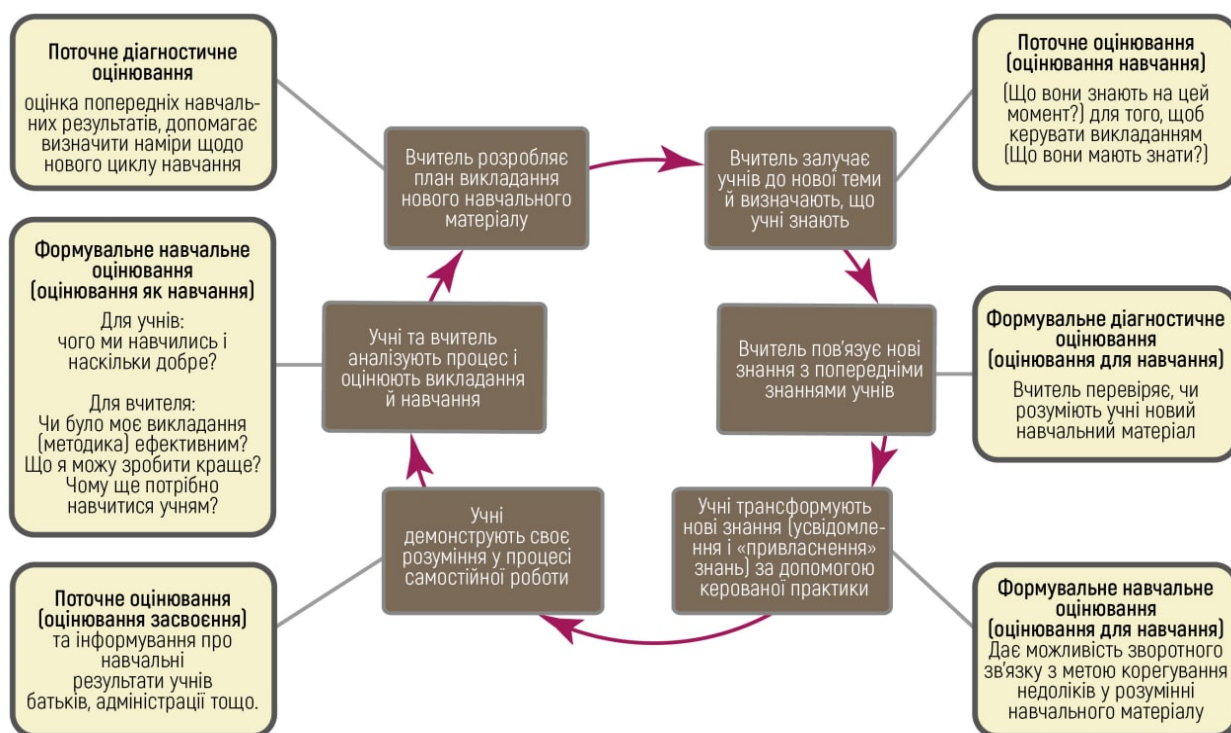 Поточне діагностичне
оцінювання
оцінка попередніх навчаль-
них результатів, допомагає
визначити наміри щодо
нового циклу навчання
Вчитель розробляє
план викладання
нового навчального
матеріалу
Вчитель залучає
учнів до нової теми
й визначають, що
учні знають
Поточне оцінювання
(оцінювання навчання)
(Що вони знають на цей
момент?) для того, щоб
керувати викладанням
(Що вони мають знати?)
Формувальне навчальне
оцінювання
(оцінювання як навчання)
Для учнів:
чого ми навчились і
наскільки добре?
Для вчителя:
Чи було моє викладання
(методика) ефективним?
Що я можу зробити краще?
Чому ще потрібно
навчитися учням?
Учні та вчитель
аналізують процес і
оцінюють викладання
й навчання
Вчитель пов'язує нові
знання з попередніми
знаннями учнів
Формувальне діагностичне
оцінювання
(оцінювання для навчання)
Вчитель перевіряє, чи
розуміють учні новий
навчальний матеріал
Учні
демонструють своє
розуміння у процесі
самостійної роботи
Учні трансформують
нові знання (усвідомле-
ння і «привласнення»
знань) за допомогою
керованої практики
Поточне оцінювання
(оцінювання засвоєння)
та інформування про
навчальні
результати учнів
батьків, адміністрації тощо.
Формувальне навчальне
оцінювання
(оцінювання для навчання)
Дає можливість зворотного
зв'язку з метою корегування
недоліків у розумінні
навчального матеріалу